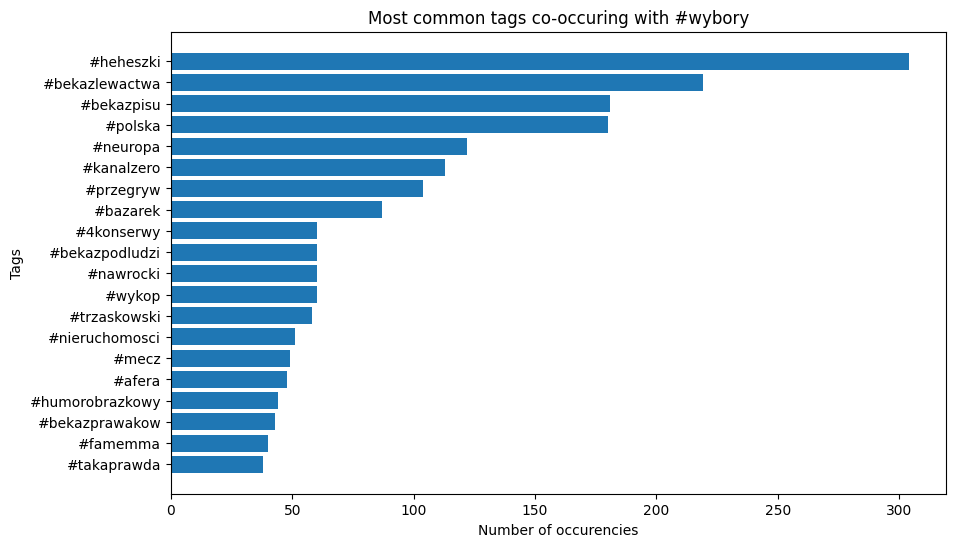 Most common tags co-occuring with #wybory
Tags
#heheszki
#bekazlewactwa
#bekazpisu
#polska
#neuropa
#kanalzero
#przegryw
#bazarek
#4konserwy
#bekazpodludzi
#nawrocki
#wykop
#trzaskowski
#nieruchomosci
#mecz
#afera
#humorobrazkowy
#bekazprawakow
#famemma
#takaprawda
0 50 100 150 200 250 300
Number of occurencies